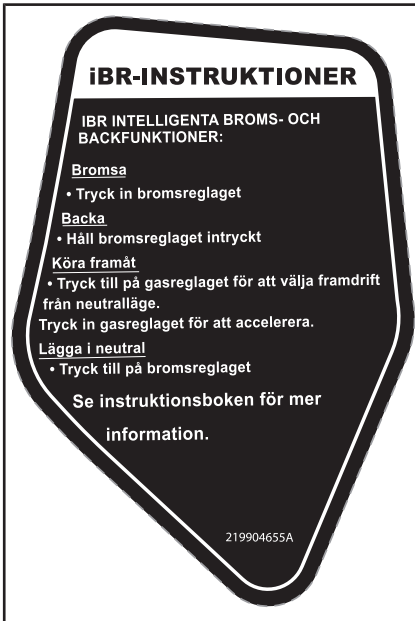 iBR-INSTRUKTIONER
IBR INTELLIGENTA BROMS- OCH
BACKFUNKTIONER:
Bromsa
• Tryck in bromsreglaget
Backa
• Håll bromsreglaget intryckt
Köra framåt
• Tryck till på gasreglaget för att välja framdrift
från neutralläge.
Tryck in gasreglaget för att accelerera.
Lägga i neutral
• Tryck till på bromsreglaget
Se instruktionsboken för mer
information.
219904655A